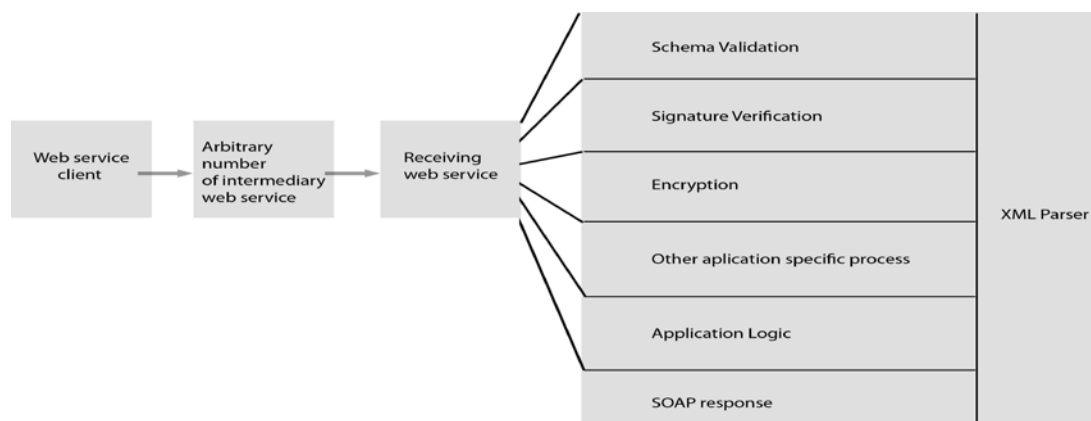 Web service
client
Arbitrary
number
of intermediary
web service
Receiving
web service
Schema Validation
Signature Verification
Encryption
Other aplication specific process
Application Logic
SOAP response
XML Parser